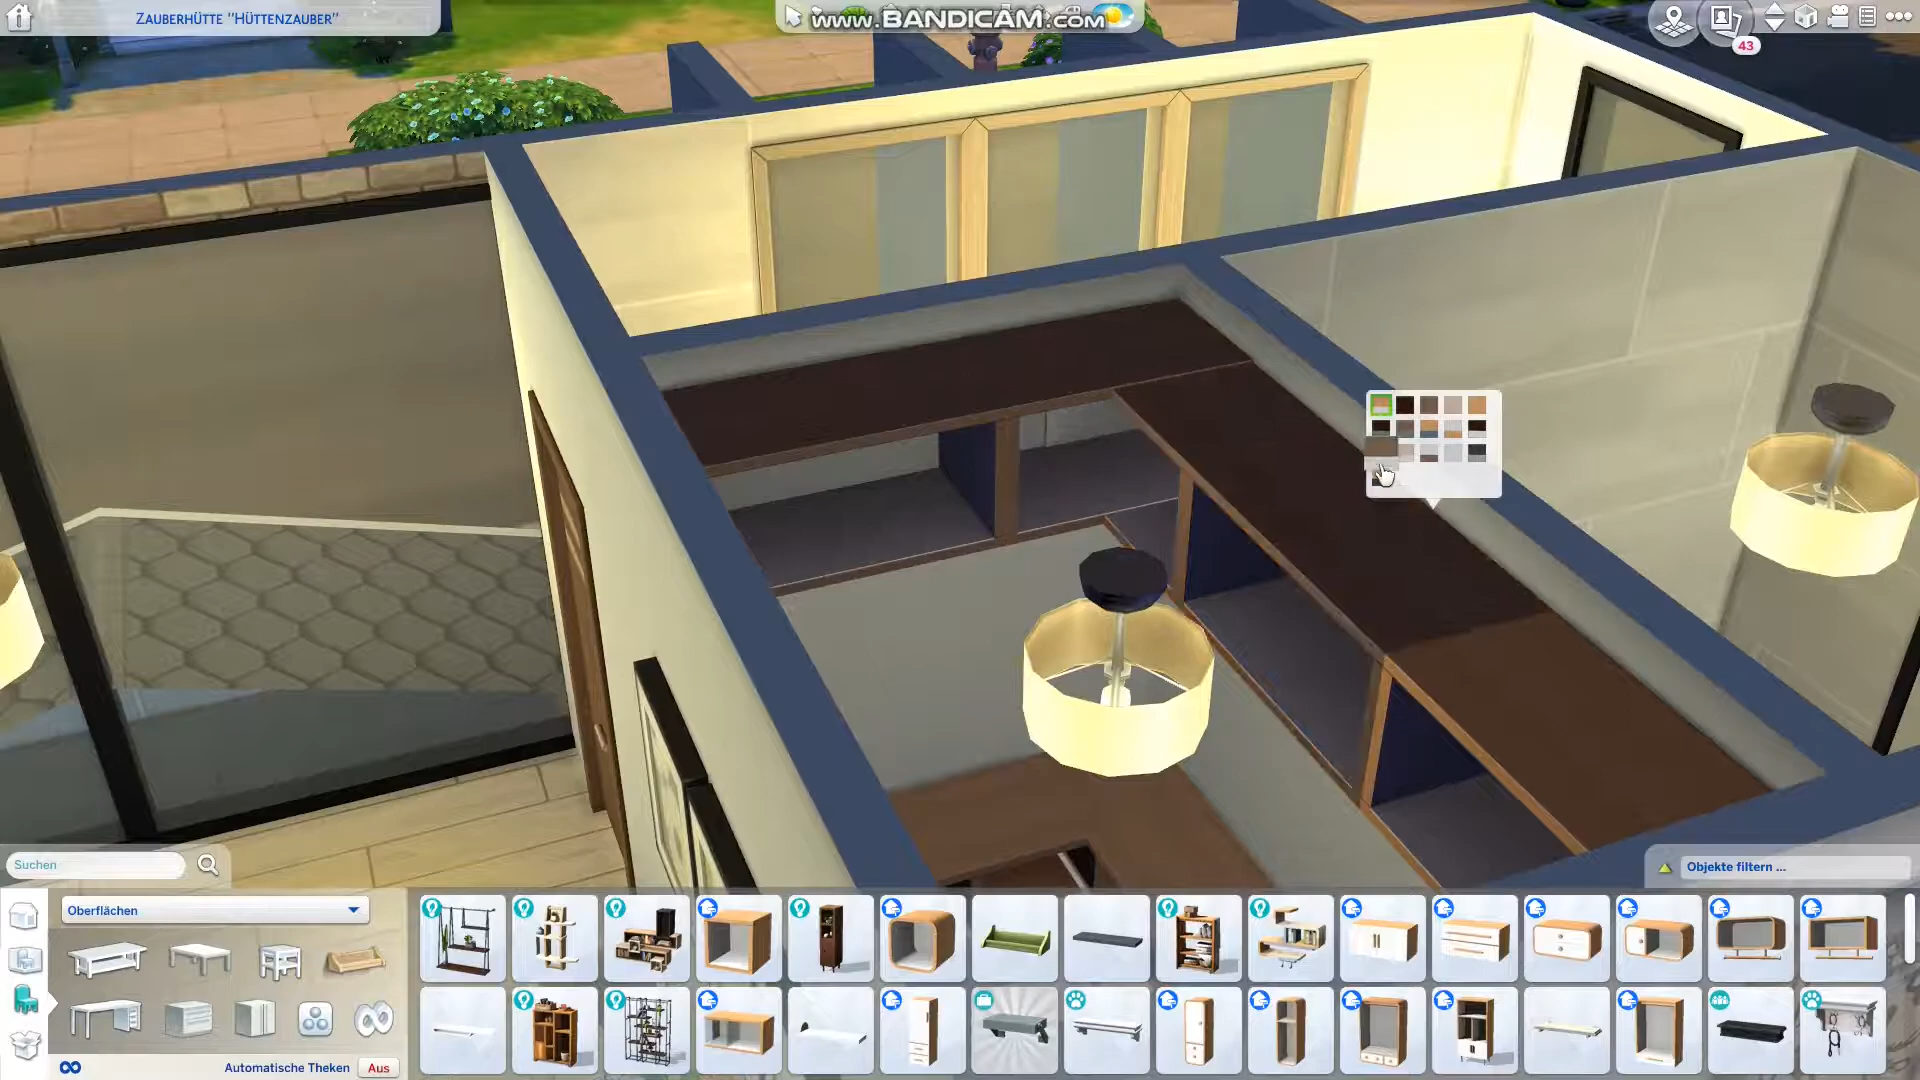 Zauberhütte "Hüttenzauber"
www.BANDICAM.com
43
Suchen
Objekte filtern ...
Oberflächen
Automatische Theken
Aus